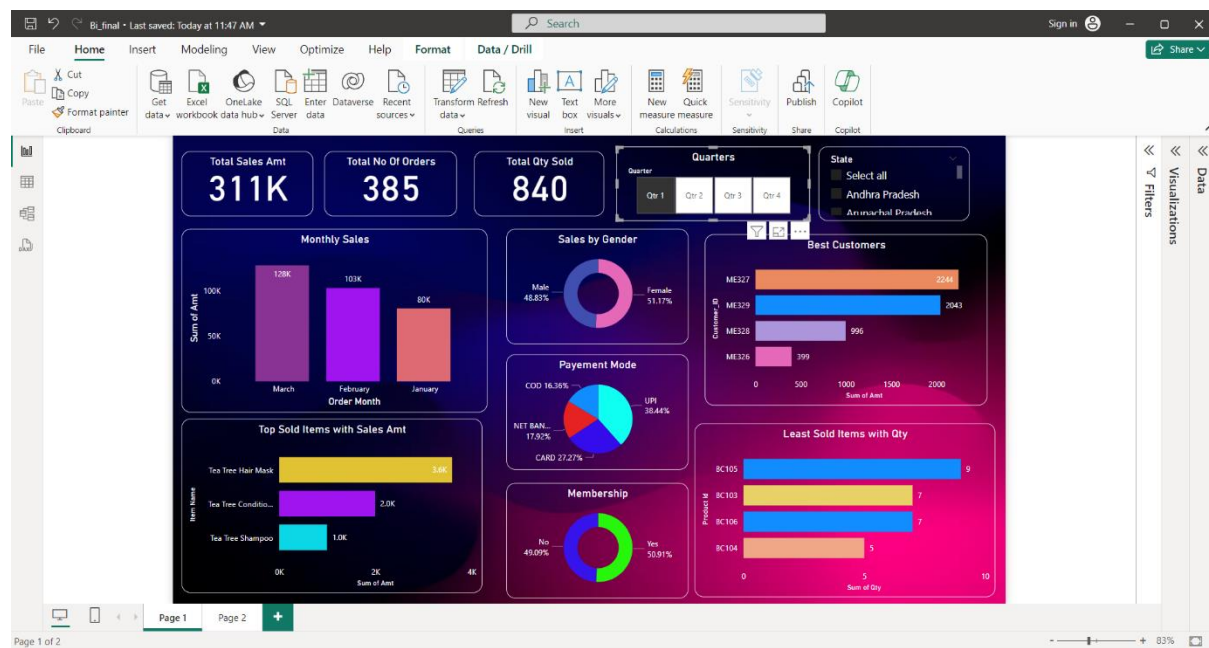 Bi_final • Last saved: Today at 11:47 AM
Search
Sign in
File Home Insert Modeling View Optimize Help Format Data / Drill
Share
Paste
Cut
Copy
Format painter
Clipboard
Get data
Excel workbook
OneLake data hub
SQL Server
Enter data
Dataverse
Recent sources
Data
Transform data
Refresh
Queries
New visual
Text box
More visuals
Insert
New measure
Quick measure
Calculations
Sensitivity
Sensitivity
Publish
Share
Copilot
Copilot
Total Sales Amt
311K
Total No Of Orders
385
Total Qty Sold
840
Quarters
Quarter
Qtr 1 Qtr 2 Qtr 3 Qtr 4
State
Select all
Andhra Pradesh
Arunachal Pradesh
Filters
Visualizations
Data
Monthly Sales
Sum of Amt
100K
50K
0K
128K
103K
80K
March February January
Order Month
Sales by Gender
Male
48.83%
Female
51.17%
Best Customers
Customer_ID
ME327 2244
ME329 2043
ME328 996
ME326 399
0 500 1000 1500 2000
Sum of Amt
Payement Mode
COD 16.36%
UPI
38.44%
NET BAN...
17.92%
CARD 27.27%
Top Sold Items with Sales Amt
Item Name
Tea Tree Hair Mask 3.6K
Tea Tree Conditio... 2.0K
Tea Tree Shampoo 1.0K
0K 2K 4K
Sum of Amt
Membership
No
49.09%
Yes
50.91%
Least Sold Items with Qty
Product Id
BC105 9
BC103 7
BC106 7
BC104 5
0 5 10
Sum of Qty
Page 1 Page 2 +
Page 1 of 2
- + 83%